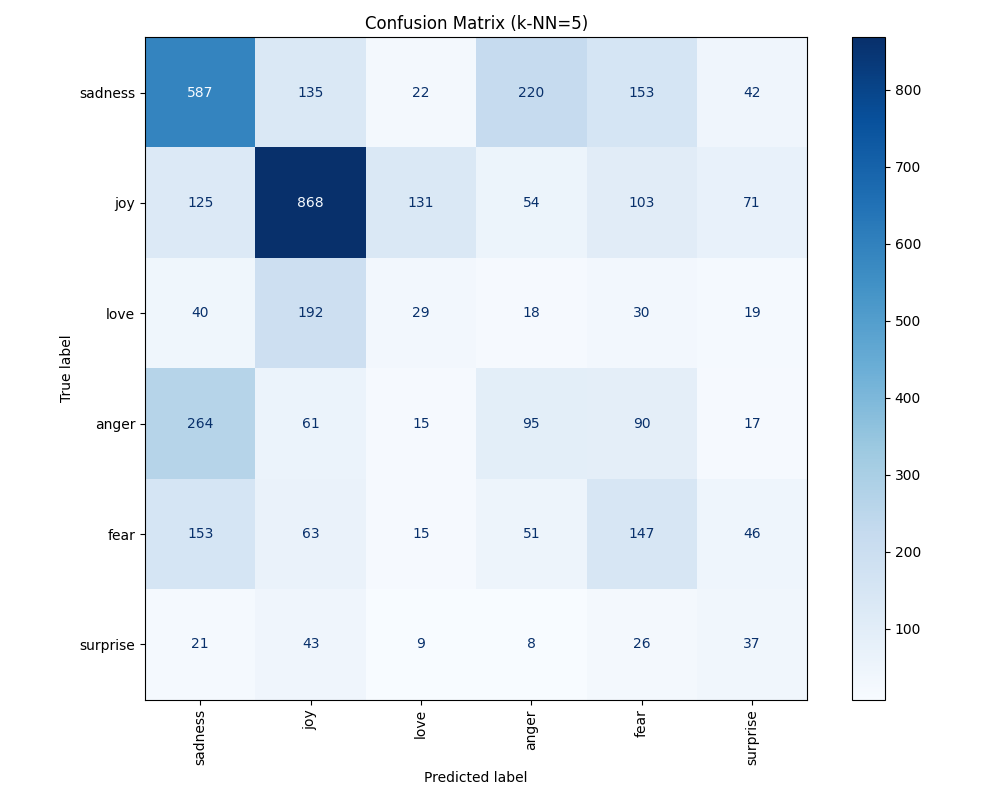 Confusion Matrix (k-NN=5)
sadness 587 135 22 220 153 42
joy 125 868 131 54 103 71
love 40 192 29 18 30 19
anger 264 61 15 95 90 17
fear 153 63 15 51 147 46
surprise 21 43 9 8 26 37
True label
sadness joy love anger fear surprise
Predicted label
800
700
600
500
400
300
200
100